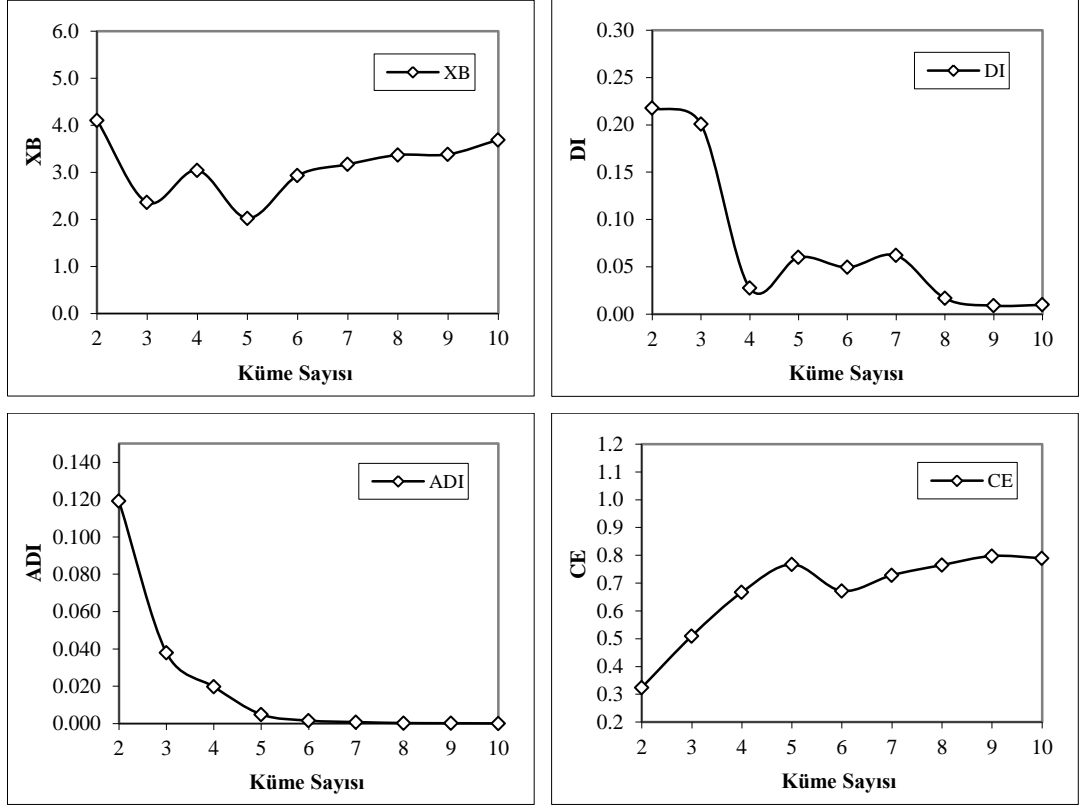 6.0
5.0
4.0
3.0
2.0
1.0
0.0
XB
XB
2 3 4 5 6 7 8 9 10
Küme Sayısı
0.30
0.25
0.20
0.15
0.10
0.05
0.00
DI
DI
2 3 4 5 6 7 8 9 10
Küme Sayısı
0.140
0.120
0.100
0.080
0.060
0.040
0.020
0.000
ADI
ADI
2 3 4 5 6 7 8 9 10
Küme Sayısı
1.2
1.1
1.0
0.9
0.8
0.7
0.6
0.5
0.4
0.3
0.2
CE
CE
2 3 4 5 6 7 8 9 10
Küme Sayısı